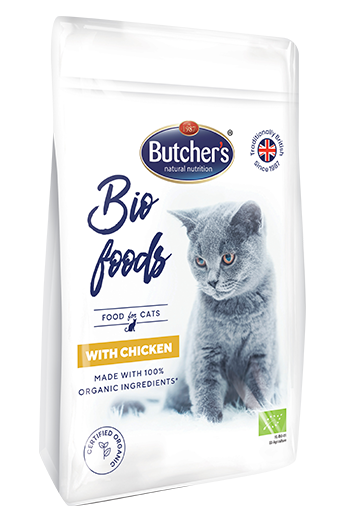 1987
Butcher's
®
natural nutrition
Traditionally British
Since 1987
Bio
foods
FOOD for CATS
WITH CHICKEN
MADE WITH 100%
ORGANIC INGREDIENTS*
CERTIFIED ORGANIC